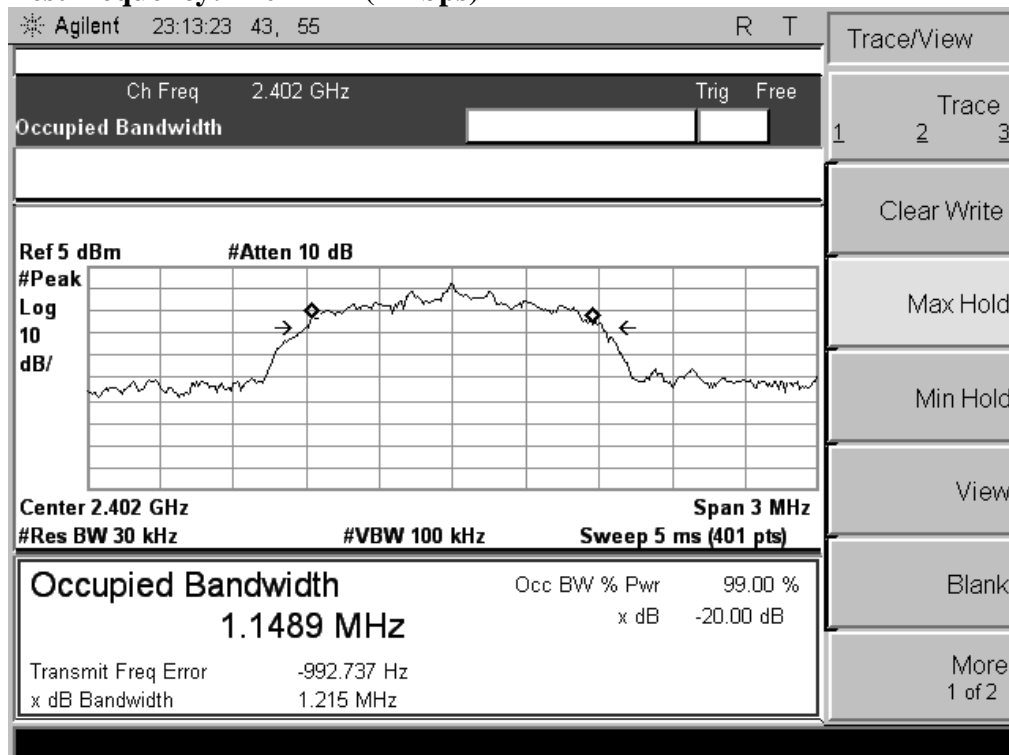 Agilent 23:13:23 43, 55 R T
Trace/View
Ch Freq 2.402 GHz Trig Free
Occupied Bandwidth
Trace
1 2 3
Clear Write
Ref 5 dBm #Atten 10 dB
#Peak
Log
10
dB/
Max Hold
Min Hold
View
Center 2.402 GHz Span 3 MHz
#Res BW 30 kHz #VBW 100 kHz Sweep 5 ms (401 pts)
Occupied Bandwidth Occ BW % Pwr 99.00 %
1.1489 MHz x dB -20.00 dB
Blank
Transmit Freq Error -992.737 Hz
x dB Bandwidth 1.215 MHz
More
1 of 2